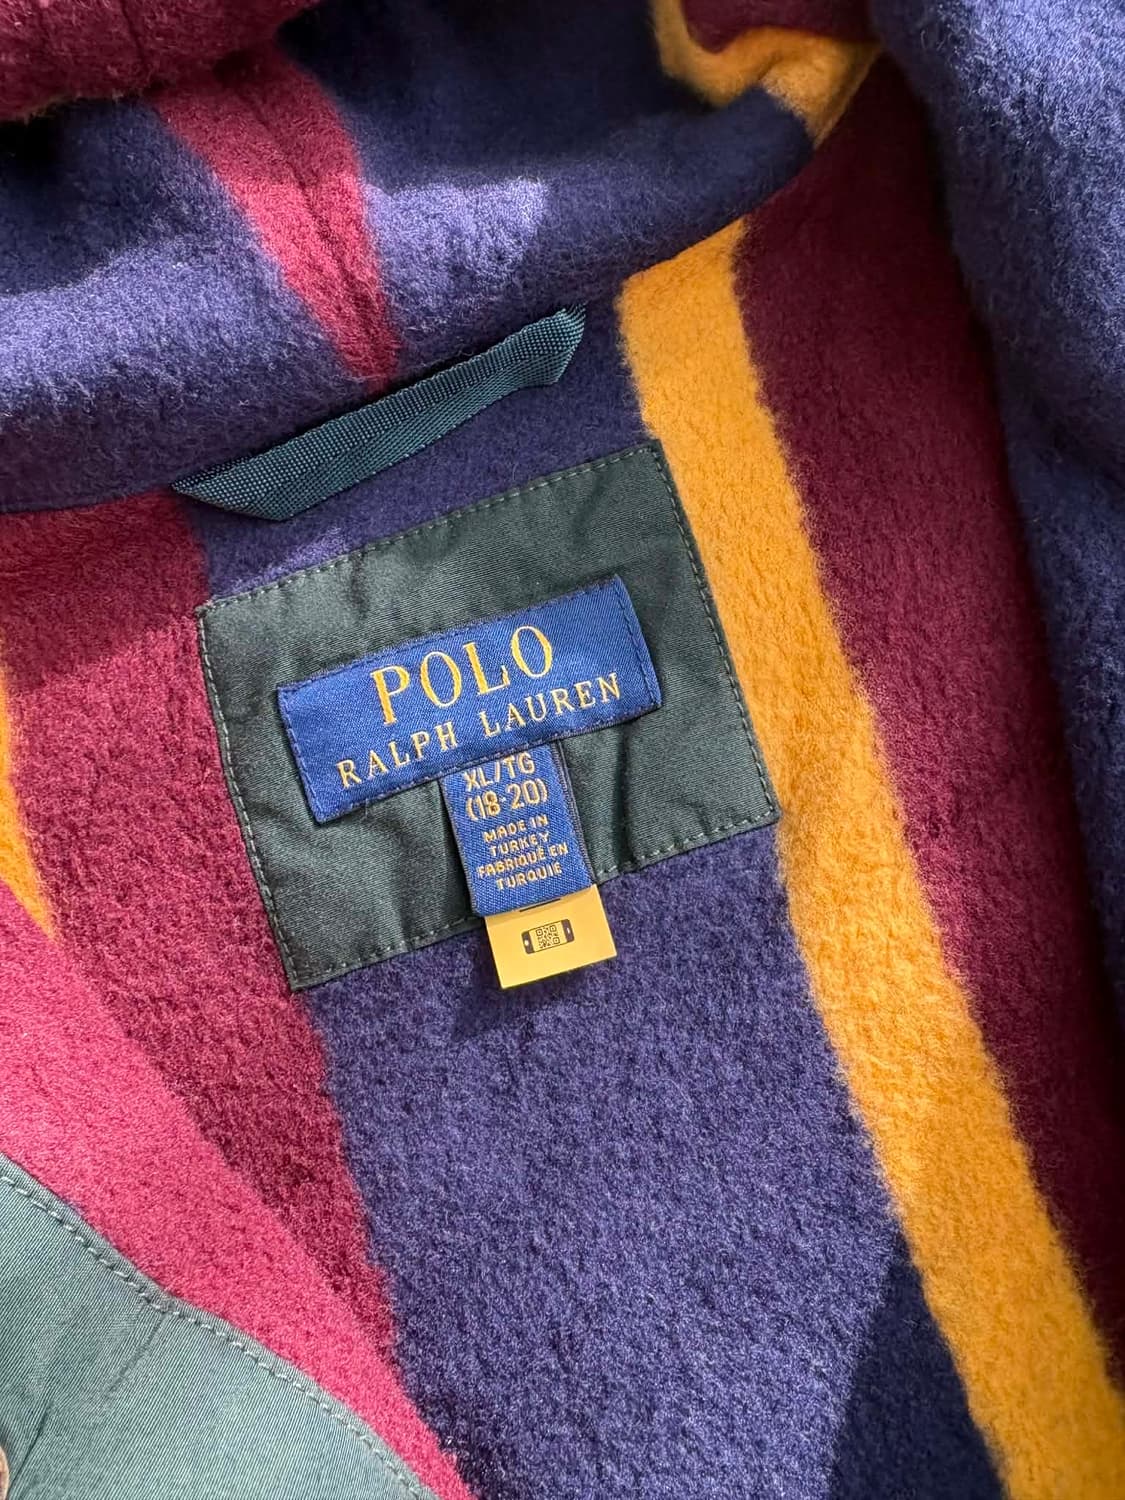 POLO
RALPH LAUREN
XL/TG
(18-20)
MADE IN
TURKEY
FABRIQUÉ EN
TURQUIE